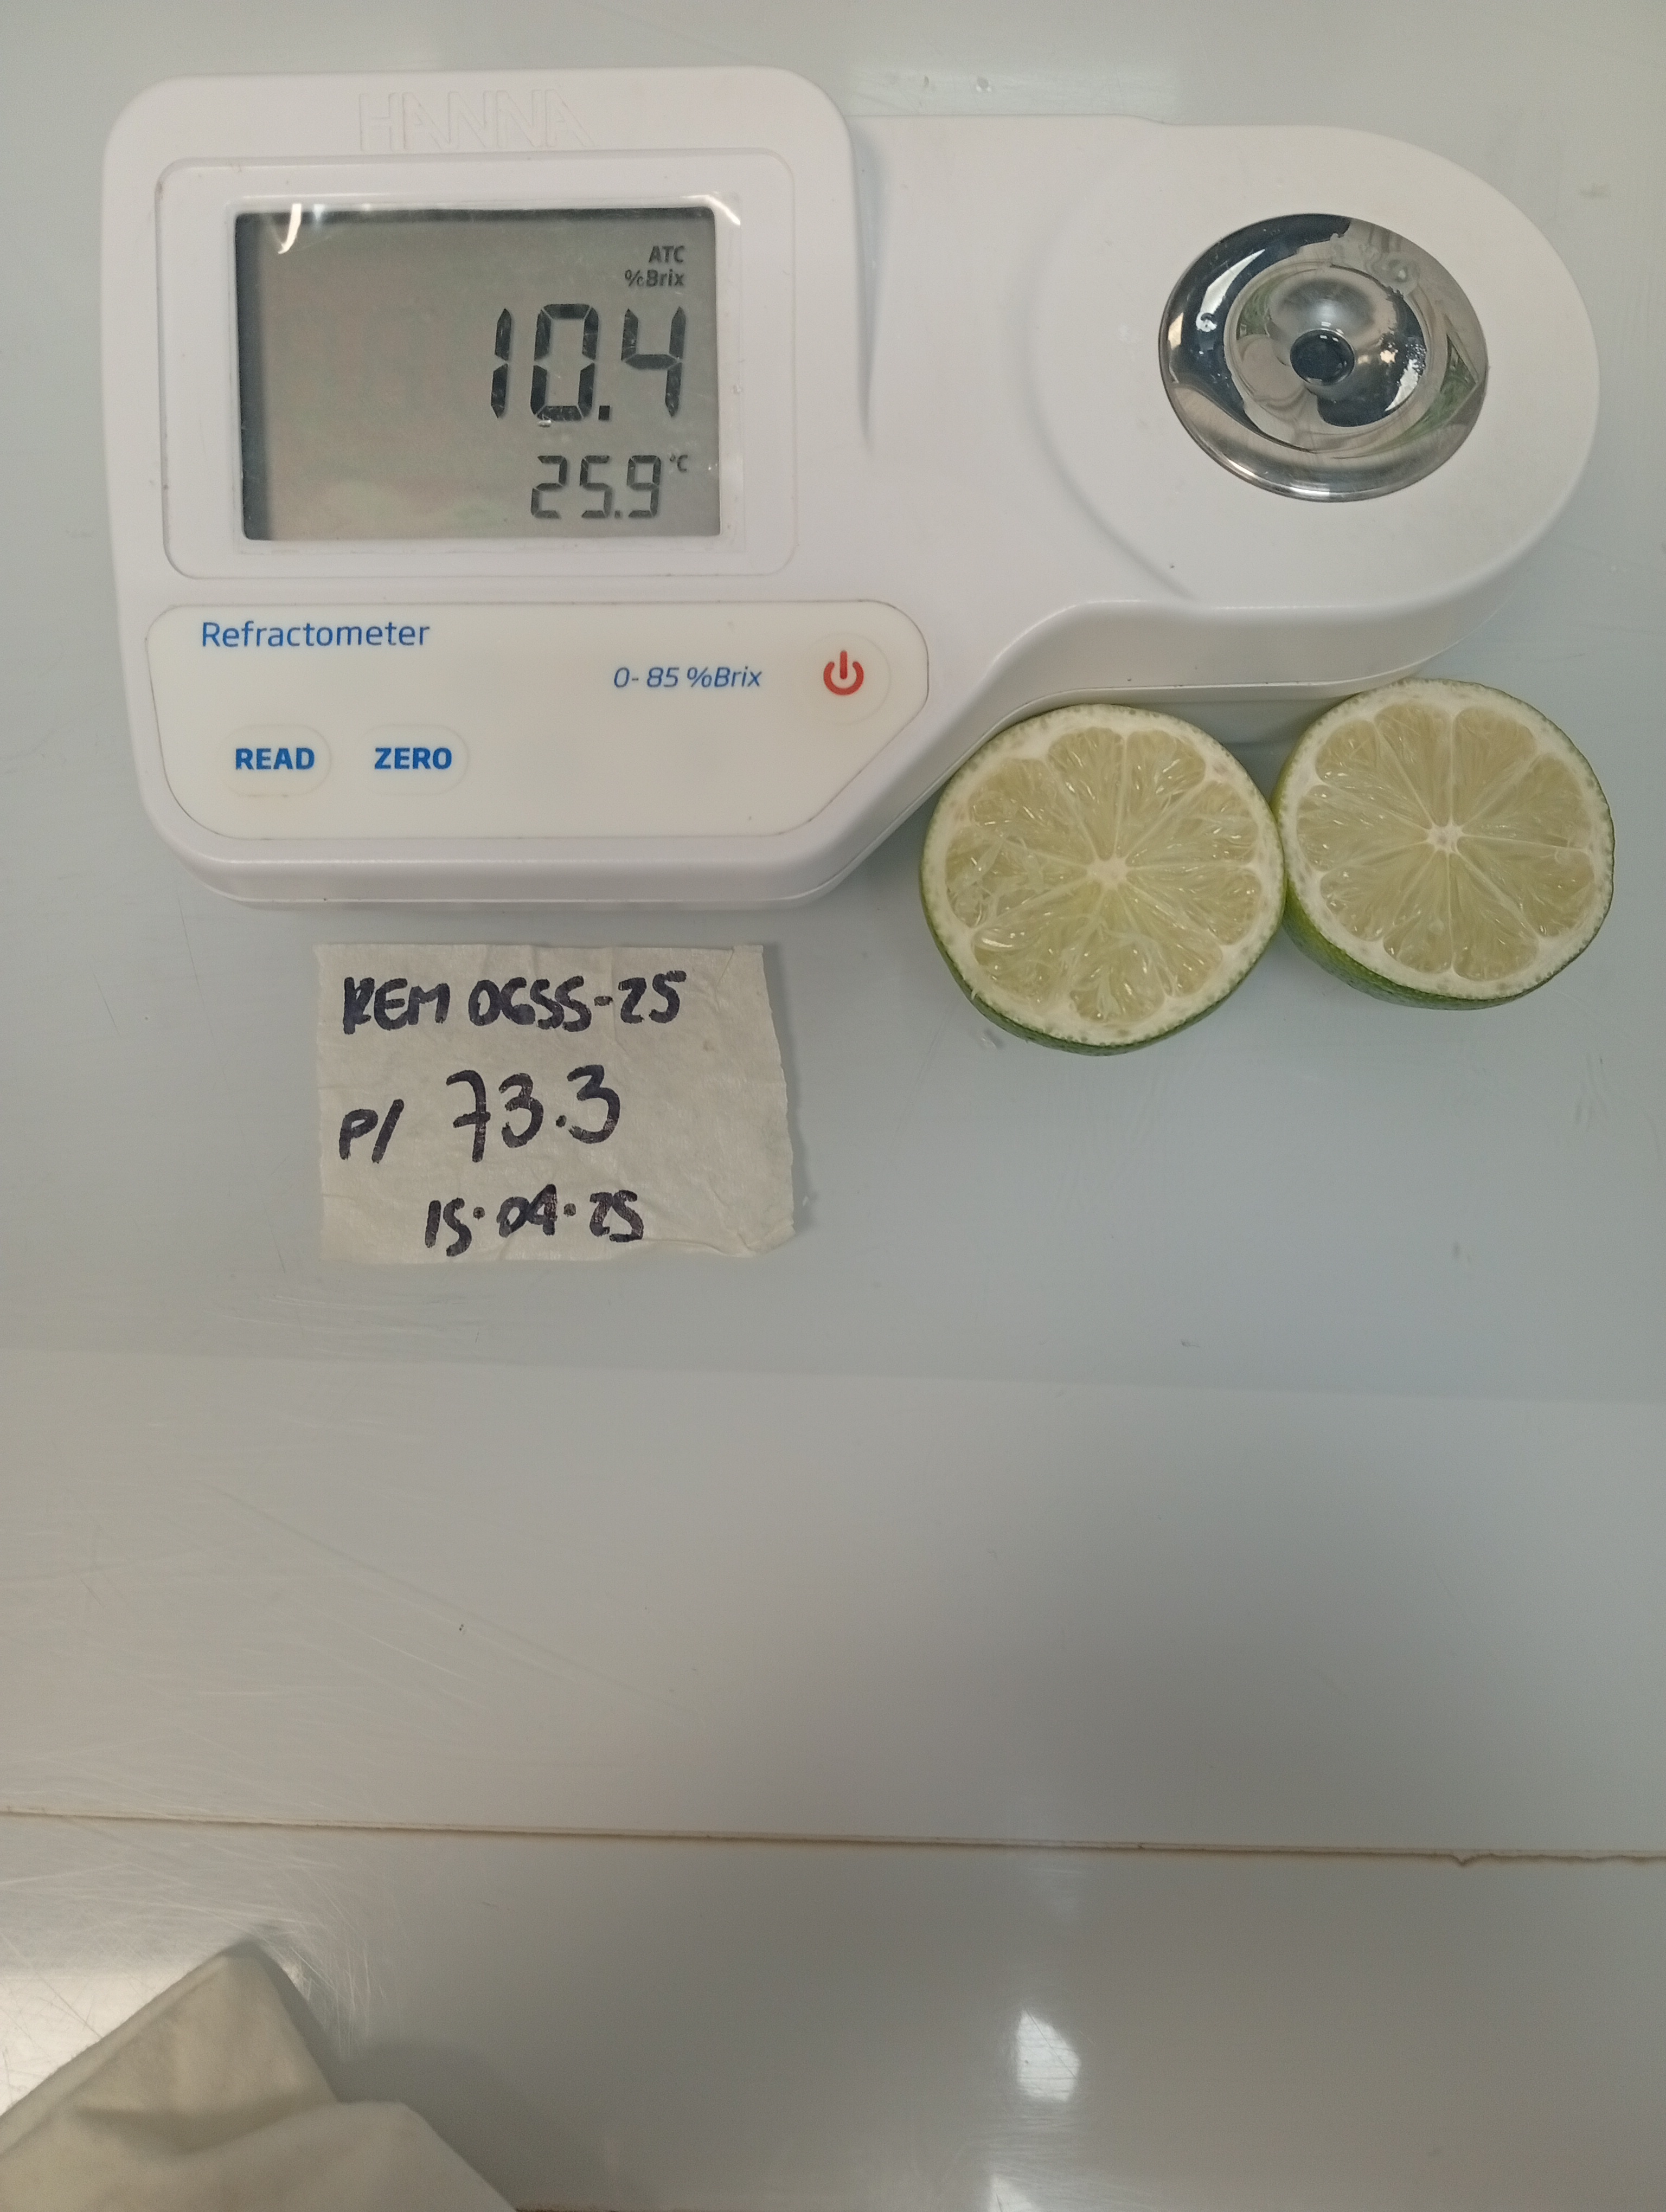 HANNA
ATC
%Brix
10.4
25.9 °C
Refractometer
0-85 %Brix
READ ZERO
REM 0655-25
P/ 73.3
15.04.25